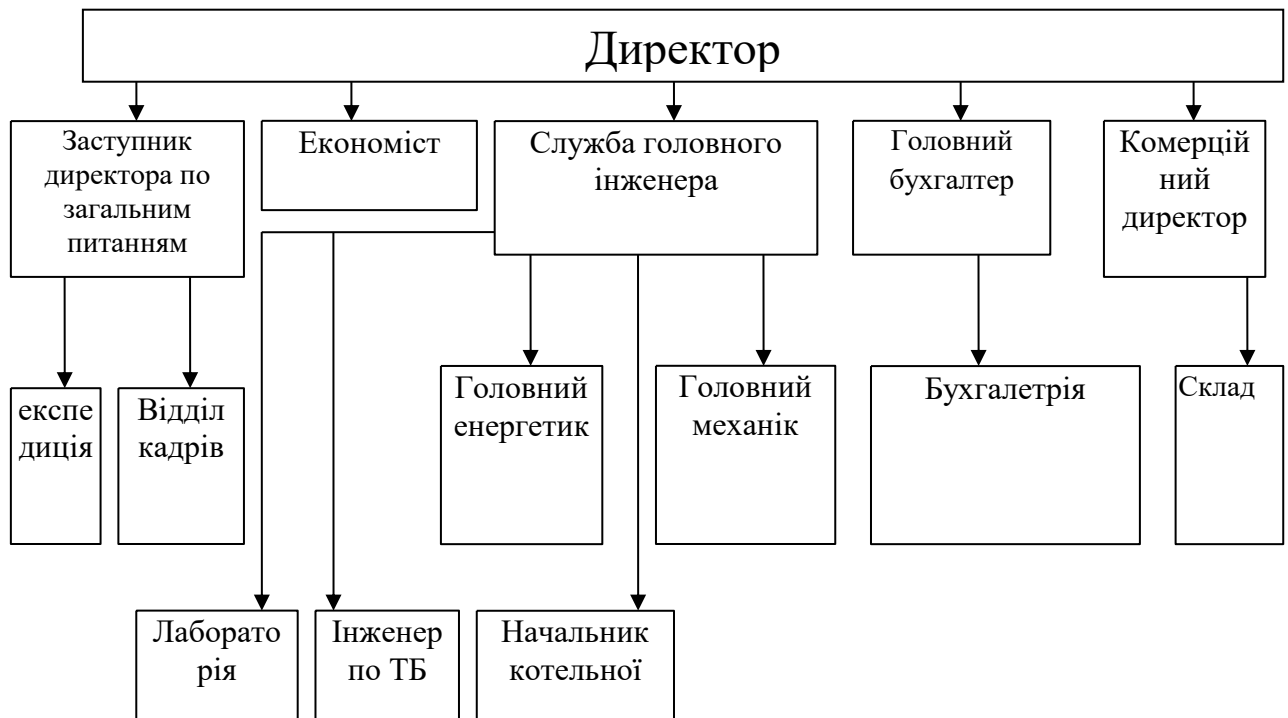 Директор
Заступник
директора по
загальним
питанням
Економіст
Служба головного
інженера
Головний
бухгалтер
Комерцій
ний
директор
експе
диція
Відділ
кадрів
Головний
енергетик
Головний
механік
Бухгалетрія
Склад
Лаборато
рія
Інженер
по ТБ
Начальник
котельної